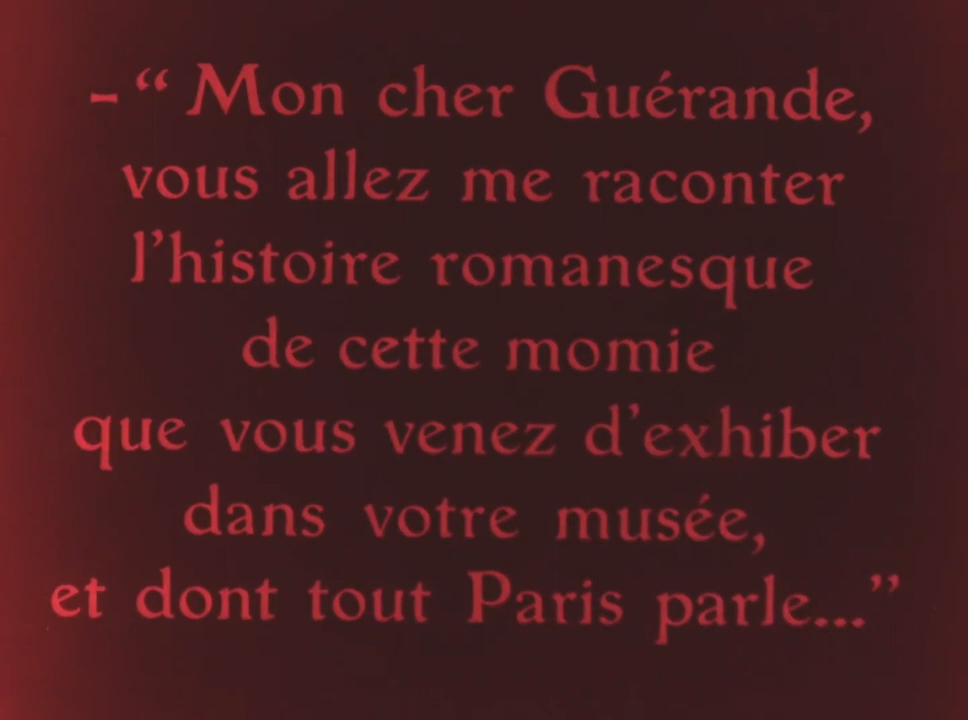 -“ Mon cher Guérande,
vous allez me raconter
l’histoire romanesque
de cette momie
que vous venez d’exhiber
dans votre musée,
et dont tout Paris parle...”